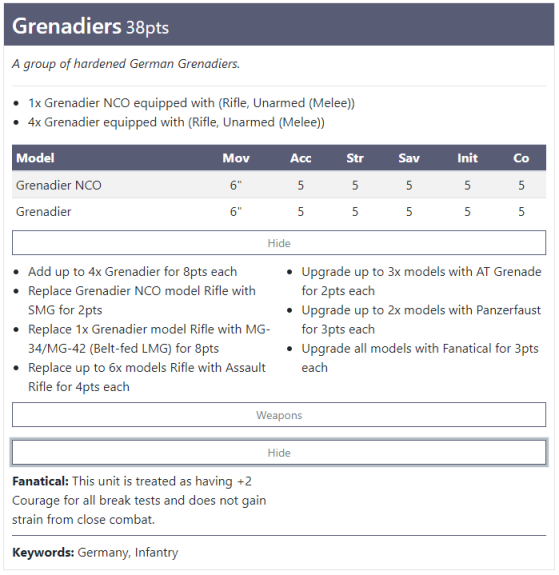 Grenadiers 38pts
A group of hardened German Grenadiers.
• 1x Grenadier NCO equipped with (Rifle, Unarmed (Melee))
• 4x Grenadier equipped with (Rifle, Unarmed (Melee))
Model Mov Acc Str Sav Init Co
Grenadier NCO 6" 5 5 5 5 5
Grenadier 6" 5 5 5 5 5
Hide
• Add up to 4x Grenadier for 8pts each
• Replace Grenadier NCO model Rifle with
SMG for 2pts
• Replace 1x Grenadier model Rifle with MG-
34/MG-42 (Belt-fed LMG) for 8pts
• Replace up to 6x models Rifle with Assault
Rifle for 4pts each
• Upgrade up to 3x models with AT Grenade
for 2pts each
• Upgrade up to 2x models with Panzerfaust
for 3pts each
• Upgrade all models with Fanatical for 3pts
each
Weapons
Hide
Fanatical: This unit is treated as having +2
Courage for all break tests and does not gain
strain from close combat.
Keywords: Germany, Infantry